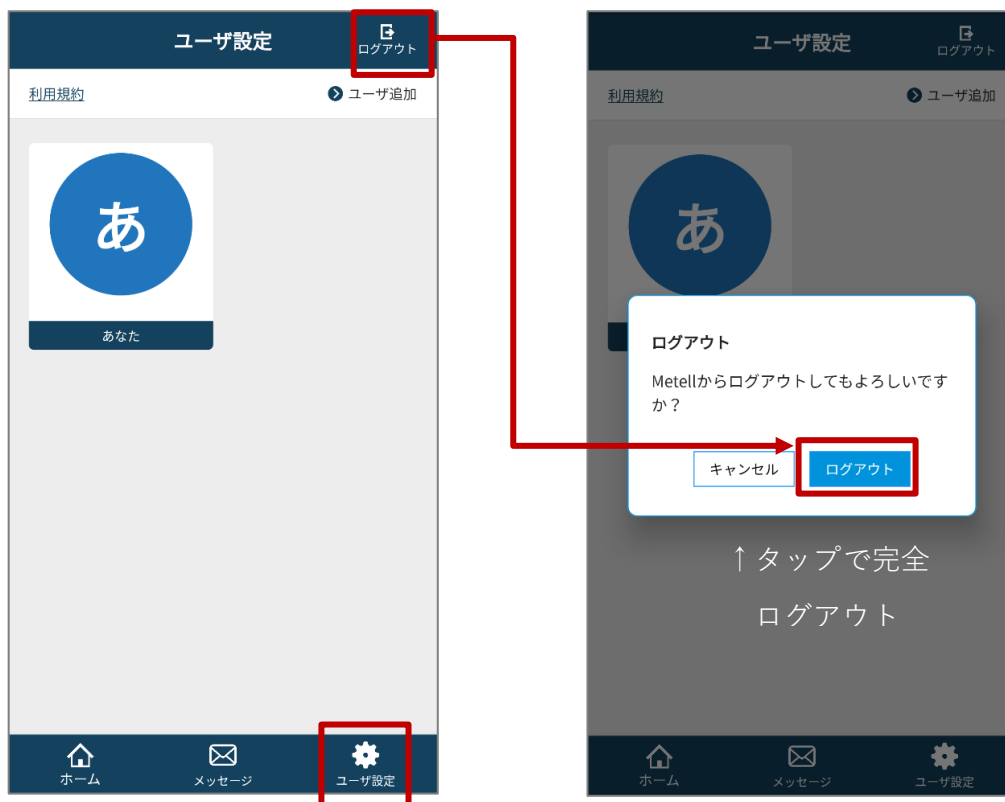 ユーザ設定
ログアウト
利用規約
ユーザ追加
あ
あなた
ホーム
メッセージ
ユーザ設定
ユーザ設定
ログアウト
利用規約
ユーザ追加
あ
ログアウト
Metellからログアウトしてもよろしいです
か？
キャンセル
ログアウト
↑タップで完全
ログアウト
ホーム
メッセージ
ユーザ設定